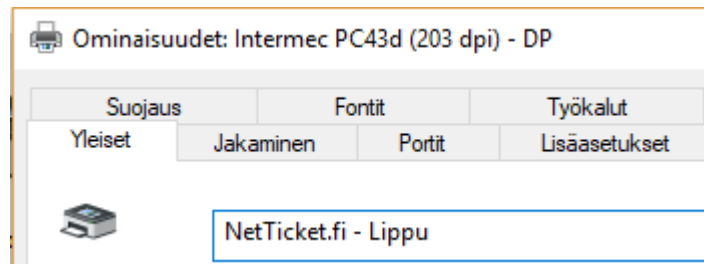 Ominaisuudet: Intermec PC43d (203 dpi) - DP
Suojaus Fontit Työkalut
Yleiset Jakaminen Portit Lisäasetukset
NetTicket.fi - Lippu